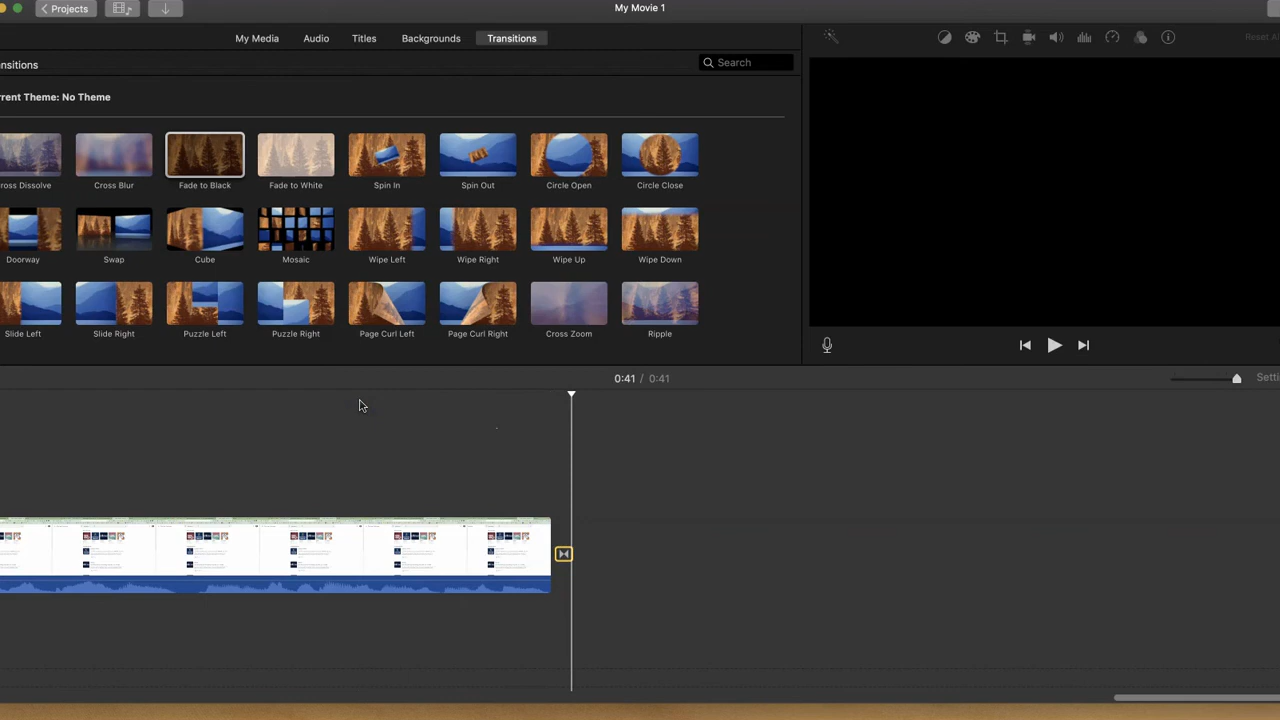 Projects
My Movie 1
My Media Audio Titles Backgrounds Transitions
Reset Al
nsitions
Search
rrent Theme: No Theme
ross Dissolve Cross Blur Fade to Black Fade to White Spin In Spin Out Circle Open Circle Close
Doorway Swap Cube Mosaic Wipe Left Wipe Right Wipe Up Wipe Down
Slide Left Slide Right Puzzle Left Puzzle Right Page Curl Left Page Curl Right Cross Zoom Ripple
0:41 / 0:41
Setti